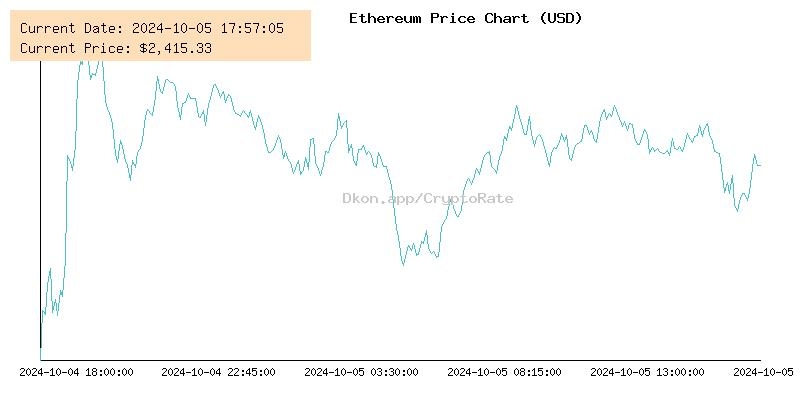 Ethereum Price Chart (USD)
Current Date: 2024-10-05 17:57:05
Current Price: $2,415.33
Dkon.app/CryptoRate
2024-10-04 18:00:00 2024-10-04 22:45:00 2024-10-05 03:30:00 2024-10-05 08:15:00 2024-10-05 13:00:00 2024-10-05